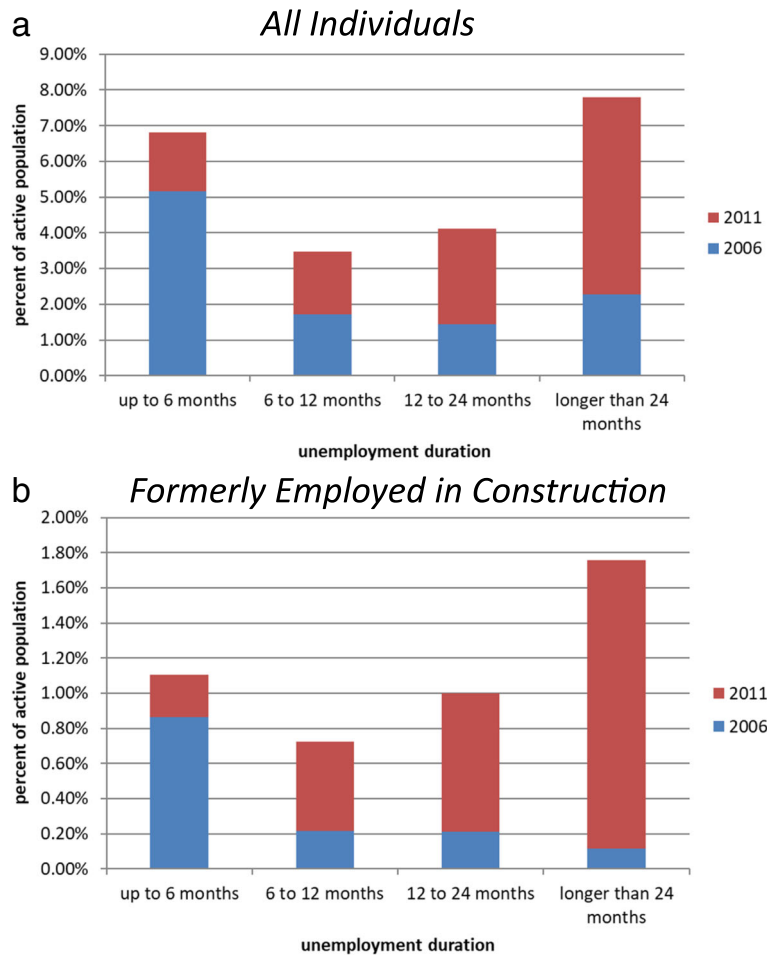 a
All Individuals
9.00%
8.00%
7.00%
6.00%
5.00%
4.00%
3.00%
2.00%
1.00%
0.00%
percent of active population
up to 6 months
6 to 12 months
12 to 24 months
longer than 24
months
unemployment duration
2011
2006
b
Formerly Employed in Construction
2.00%
1.80%
1.60%
1.40%
1.20%
1.00%
0.80%
0.60%
0.40%
0.20%
0.00%
percent of active population
up to 6 months
6 to 12 months
12 to 24 months
longer than 24
months
unemployment duration
2011
2006